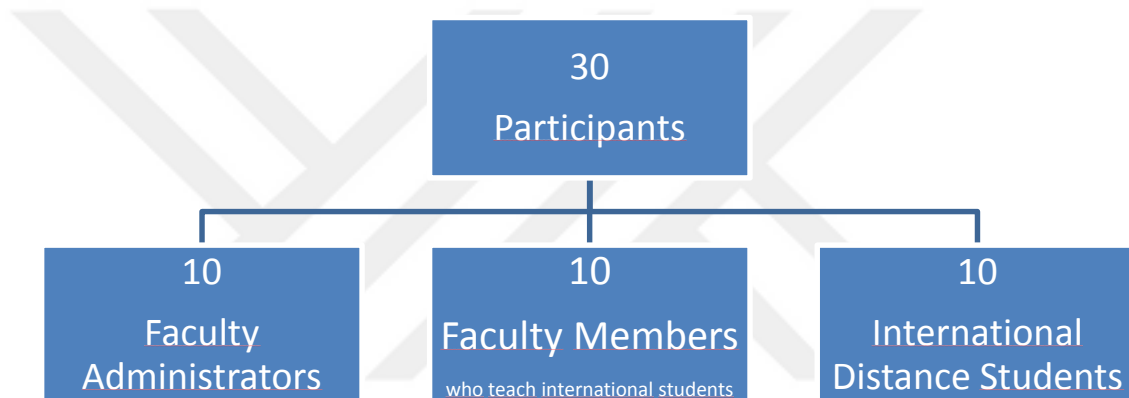 30
Participants
10
Faculty
Administrators
10
Faculty Members
who teach international students
10
International
Distance Students